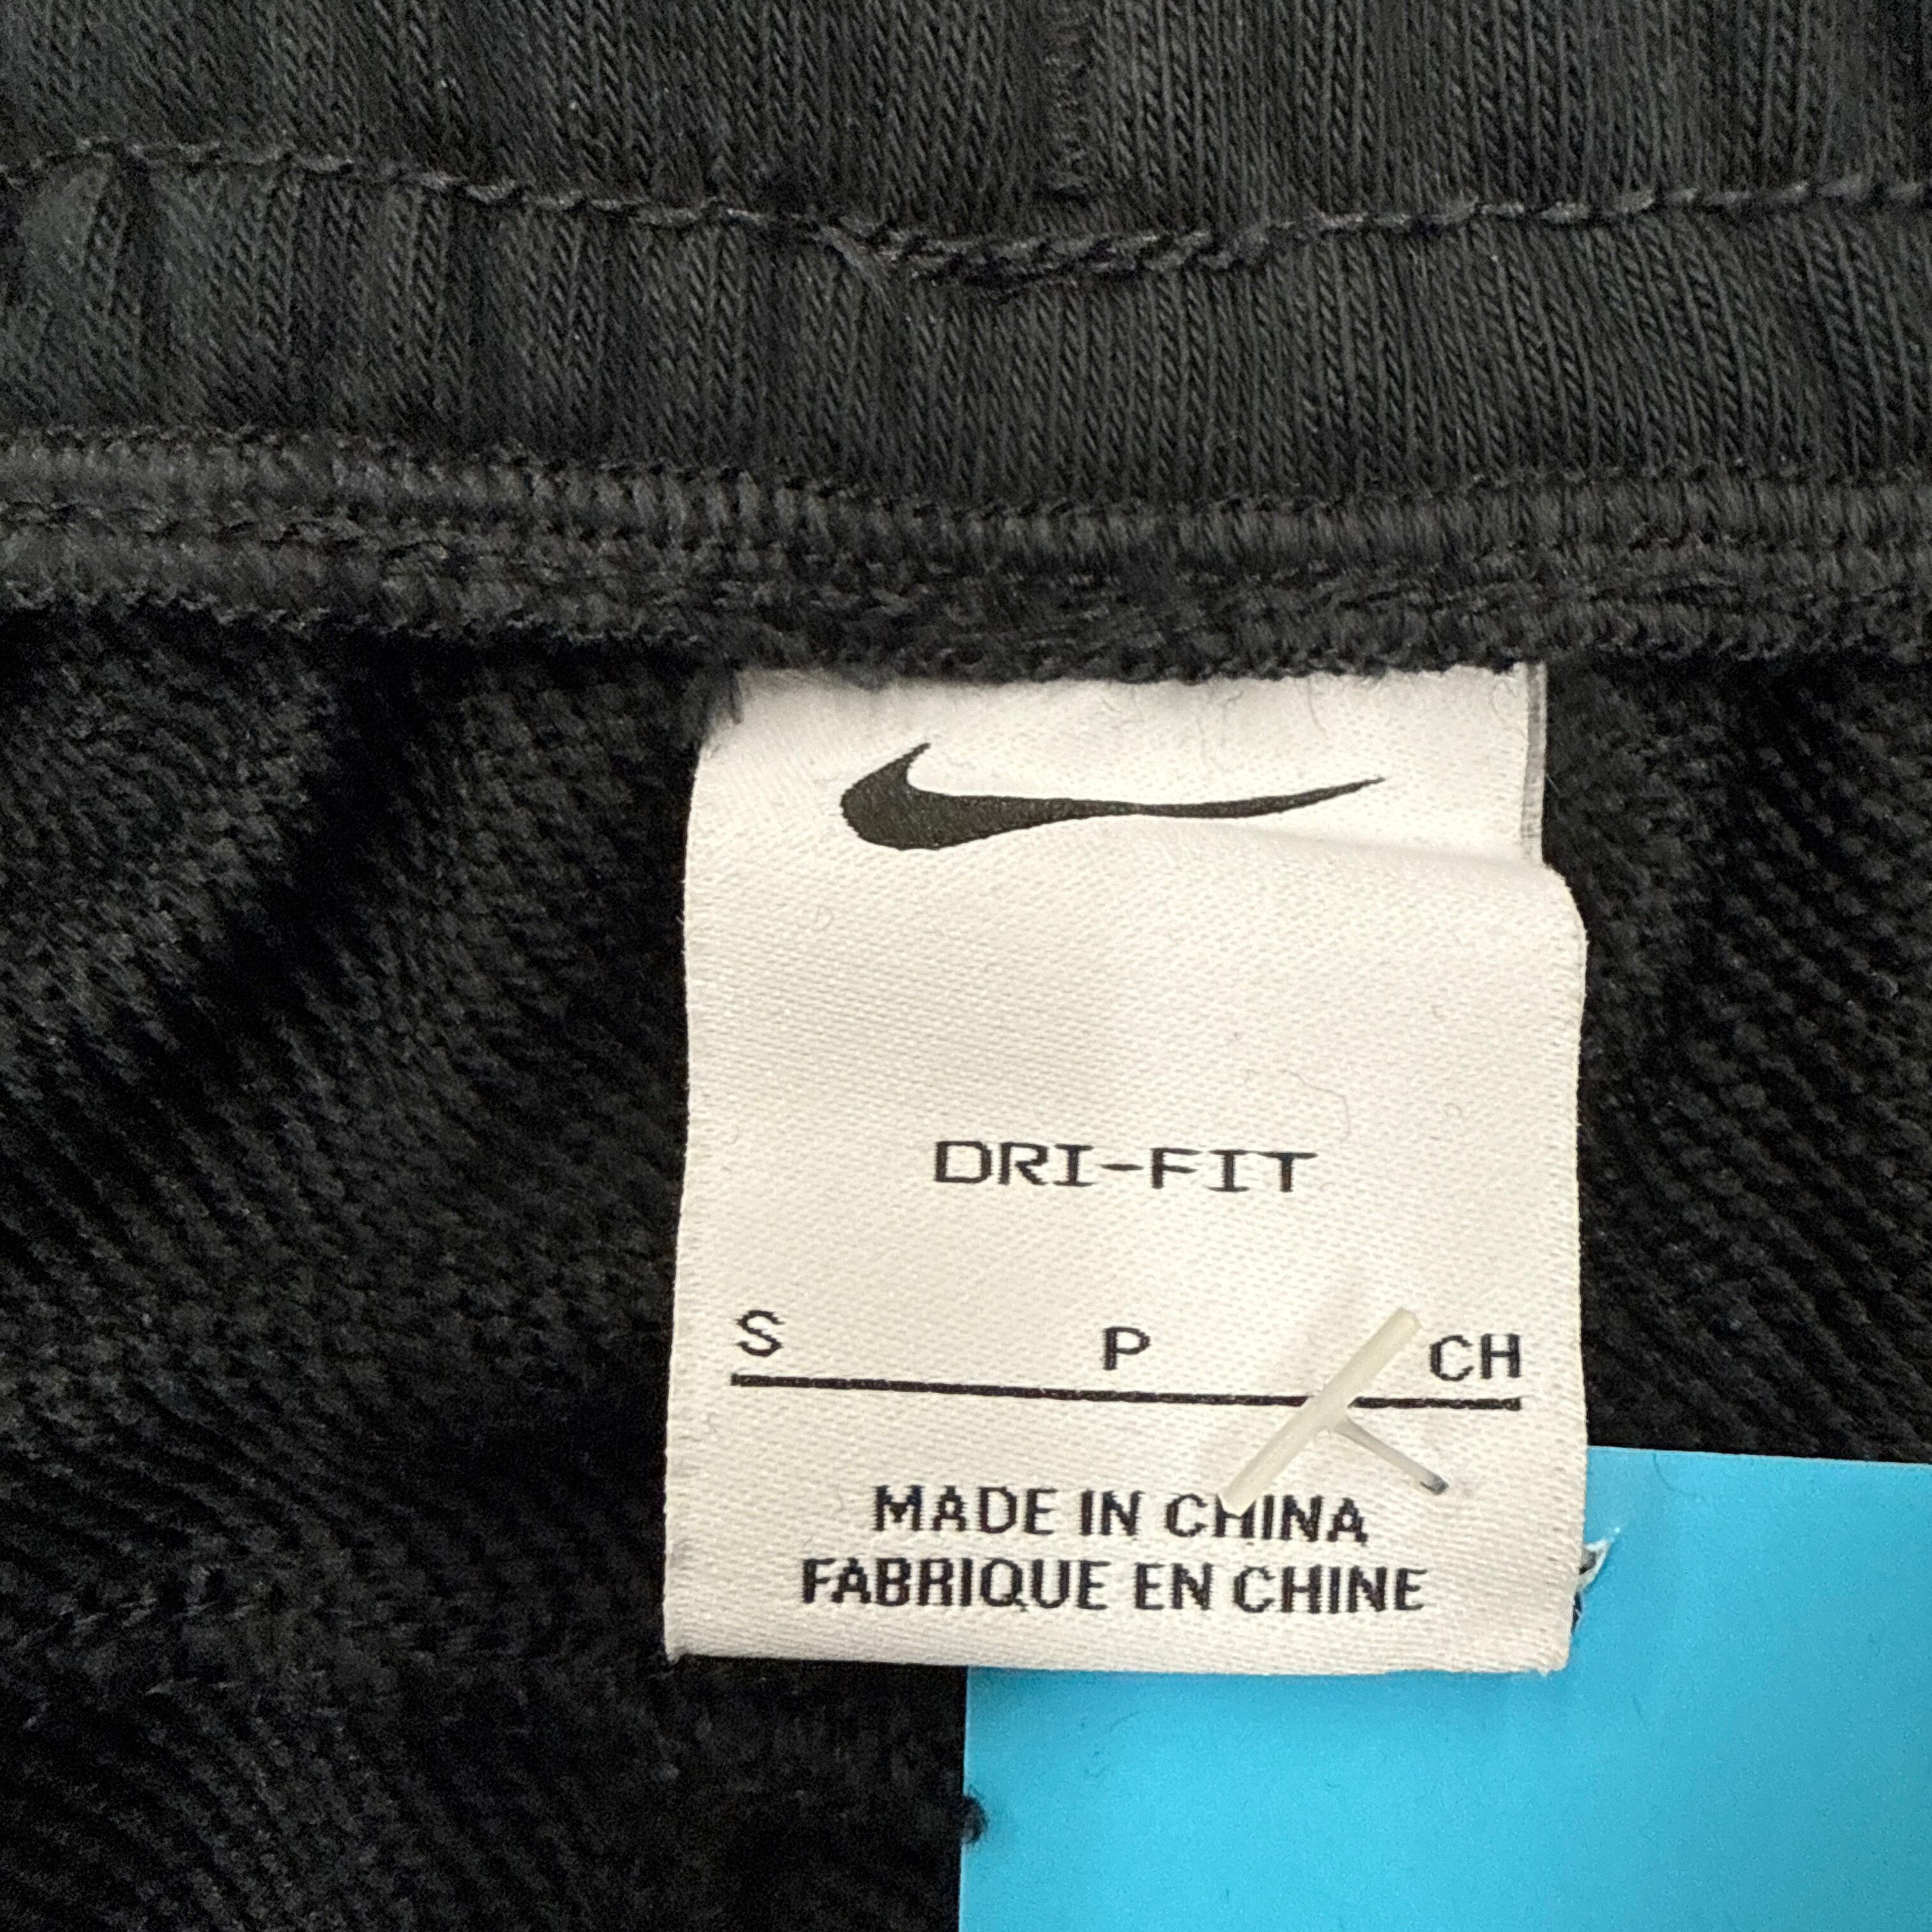 DRI-FIT
S P CH
MADE IN CHINA
FABRIQUE EN CHINE